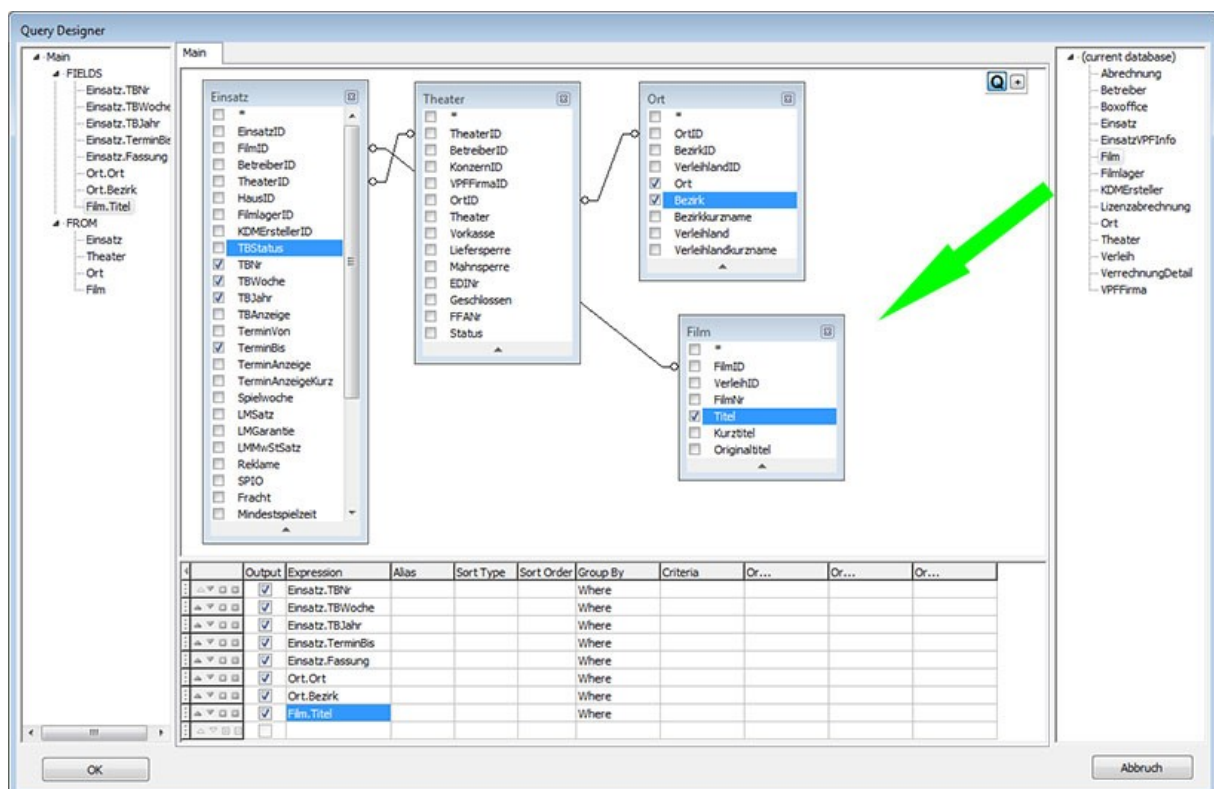 Query Designer
Main
FIELDS
Einsatz.TBNr
Einsatz.TBWoche
Einsatz.TBJahr
Einsatz.TerminBis
Einsatz.Fassung
Ort.Ort
Ort.Bezirk
Film.Titel
FROM
Einsatz
Theater
Ort
Film
Main
Q +
Einsatz
*
EinsatzID
FilmID
BetreiberID
TheaterID
HausID
FilmlagerID
KDMErstellerID
TBStatus
TBNr
TBWoche
TBJahr
TBAnzeige
TerminVon
TerminBis
TerminAnzeige
TerminAnzeigeKurz
Spielwoche
LMSatz
LMGarantie
LMMwStSatz
Reklame
SPIO
Fracht
Mindestspielzeit
Theater
*
TheaterID
BetreiberID
KonzernID
VPFFirmaID
OrtID
Theater
Vorkasse
Liefersperre
Mahnsperre
EDINr
Geschlossen
FFANr
Status
Ort
*
OrtID
BezirkID
VerleihlandID
Ort
Bezirk
Bezirkkurzname
Verleihland
Verleihlandkurzname
Film
*
FilmID
VerleihID
FilmNr
Titel
Kurztitel
Originaltitel
Output Expression Alias Sort Type Sort Order Group By Criteria Or... Or... Or...
Einsatz.TBNr Where
Einsatz.TBWoche Where
Einsatz.TBJahr Where
Einsatz.TerminBis Where
Einsatz.Fassung Where
Ort.Ort Where
Ort.Bezirk Where
Film.Titel Where
(current database)
Abrechnung
Betreiber
Boxoffice
Einsatz
EinsatzVPFInfo
Film
Filmlager
KDMErsteller
Lizenzabrechnung
Ort
Theater
Verleih
VerrechnungDetail
VPFFirma
OK
Abbruch